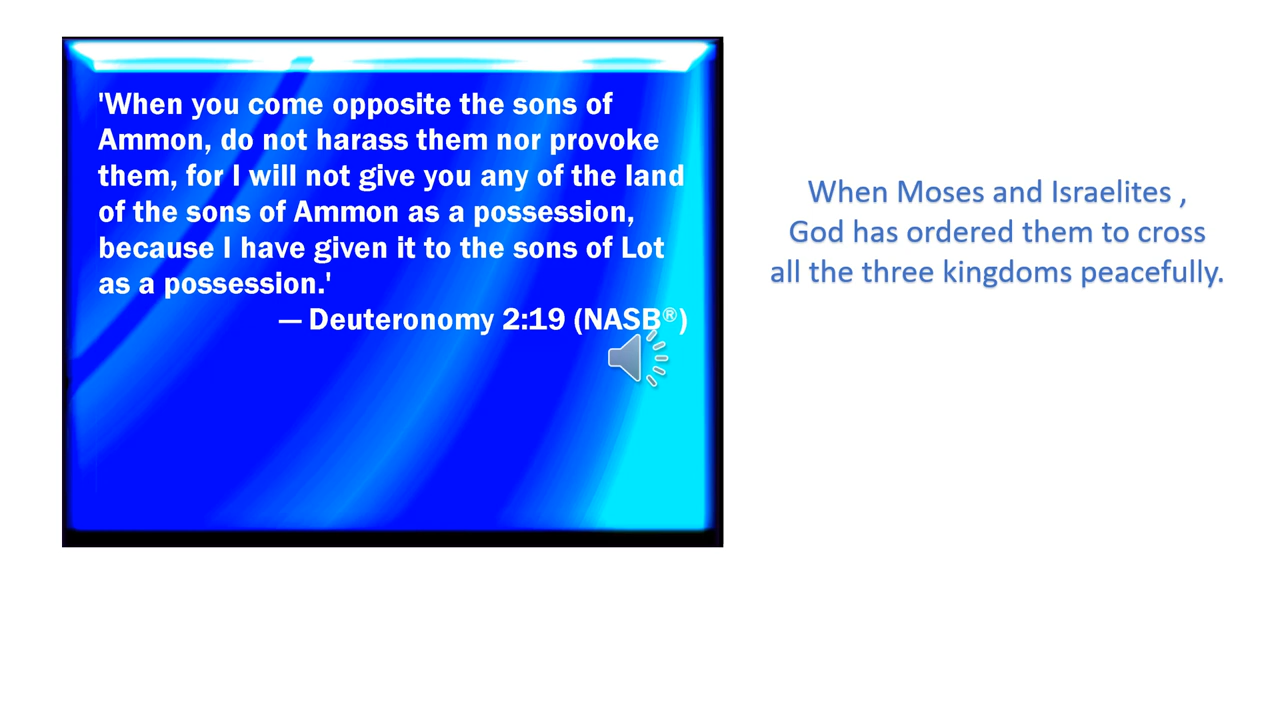 'When you come opposite the sons of
Ammon, do not harass them nor provoke
them, for I will not give you any of the land
of the sons of Ammon as a possession,
because I have given it to the sons of Lot
as a possession.'
— Deuteronomy 2:19 (NASB®)
When Moses and Israelites ,
God has ordered them to cross
all the three kingdoms peacefully.